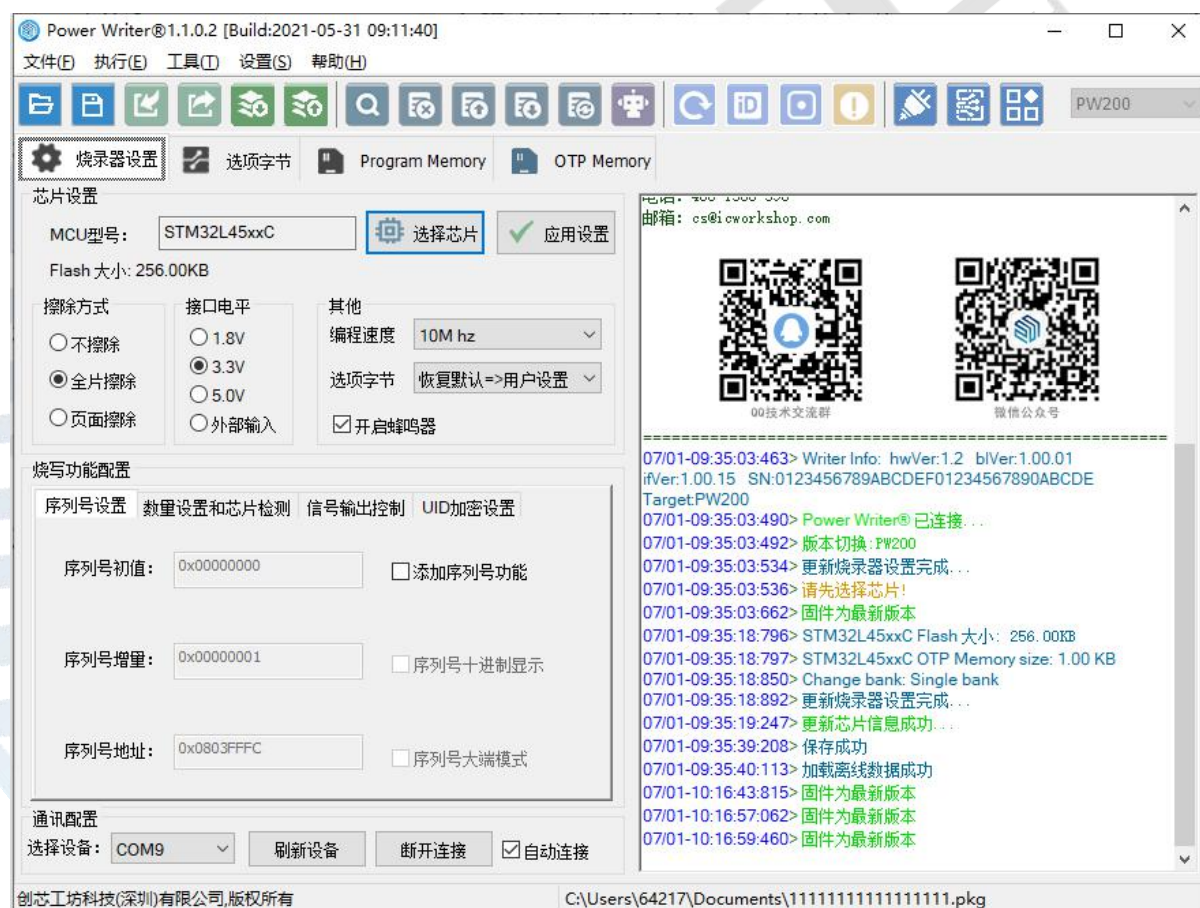 Power Writer®1.1.0.2 [Build:2021-05-31 09:11:40]
文件(F) 执行(E) 工具(T) 设置(S) 帮助(H)
iD PW200
烧录器设置 选项字节 Program Memory OTP Memory
芯片设置
MCU型号: STM32L45xxC 选择芯片 应用设置
Flash 大小: 256.00KB
擦除方式 接口电平 其他
不擦除 1.8V 编程速度 10M hz
全片擦除 3.3V 选项字节 恢复默认=>用户设置
5.0V
页面擦除 外部输入 开启蜂鸣器
烧写功能配置
序列号设置 数量设置和芯片检测 信号输出控制 UID加密设置
序列号初值: 0x00000000 添加序列号功能
序列号增量: 0x00000001 序列号十进制显示
序列号地址: 0x0803FFFC 序列号大端模式
通讯配置
选择设备: COM9 刷新设备 断开连接 自动连接
邮箱: cs@icworkshop.com
QQ技术交流群 微信公众号
==========================================================
07/01-09:35:03:463> Writer Info: hwVer:1.2 blVer:1.00.01
ifVer:1.00.15 SN:0123456789ABCDEF01234567890ABCDE
Target:PW200
07/01-09:35:03:490> Power Writer® 已连接...
07/01-09:35:03:492> 版本切换:PW200
07/01-09:35:03:534> 更新烧录器设置完成...
07/01-09:35:03:536> 请先选择芯片!
07/01-09:35:03:662> 固件为最新版本
07/01-09:35:18:796> STM32L45xxC Flash 大小: 256.00KB
07/01-09:35:18:797> STM32L45xxC OTP Memory size: 1.00 KB
07/01-09:35:18:850> Change bank: Single bank
07/01-09:35:18:892> 更新烧录器设置完成...
07/01-09:35:19:247> 更新芯片信息成功...
07/01-09:35:39:208> 保存成功
07/01-09:35:40:113> 加载离线数据成功
07/01-10:16:43:815> 固件为最新版本
07/01-10:16:57:062> 固件为最新版本
07/01-10:16:59:460> 固件为最新版本
创芯工坊科技(深圳)有限公司,版权所有 C:\Users\64217\Documents\11111111111111111.pkg